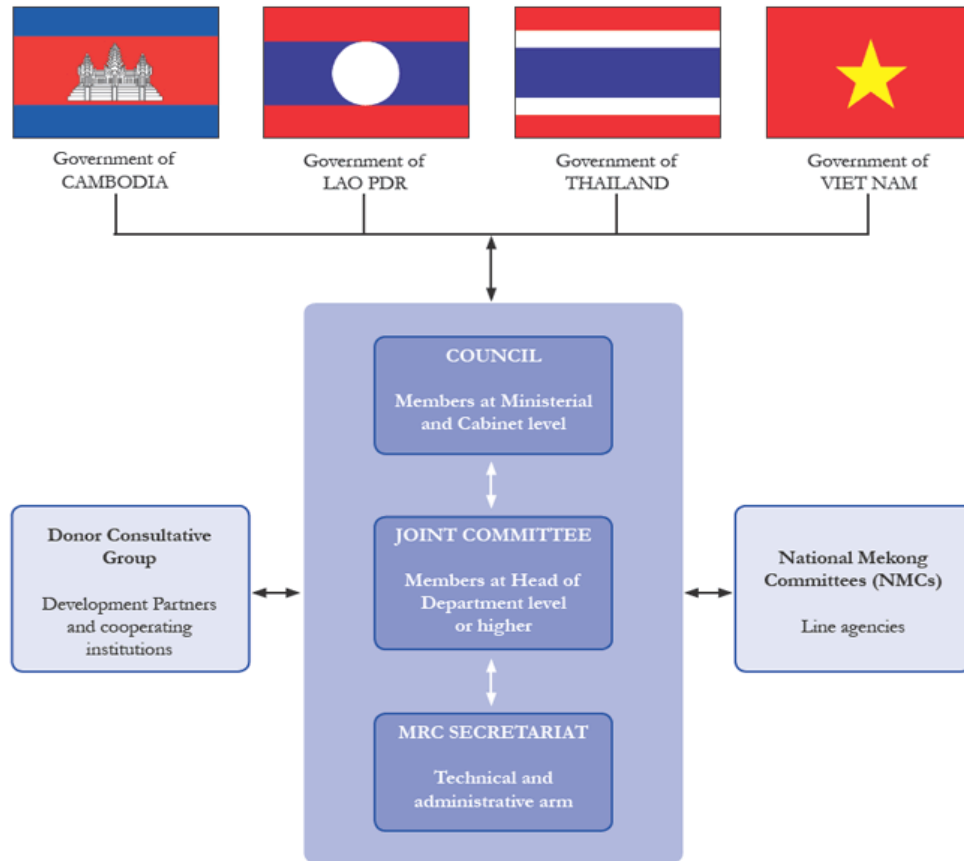 Government of
CAMBODIA
Government of
LAO PDR
Government of
THAILAND
Government of
VIET NAM
COUNCIL
Members at Ministerial
and Cabinet level
Donor Consultative
Group
Development Partners
and cooperating
institutions
JOINT COMMITTEE
Members at Head of
Department level
or higher
National Mekong
Committees (NMCs)
Line agencies
MRC SECRETARIAT
Technical and
administrative arm